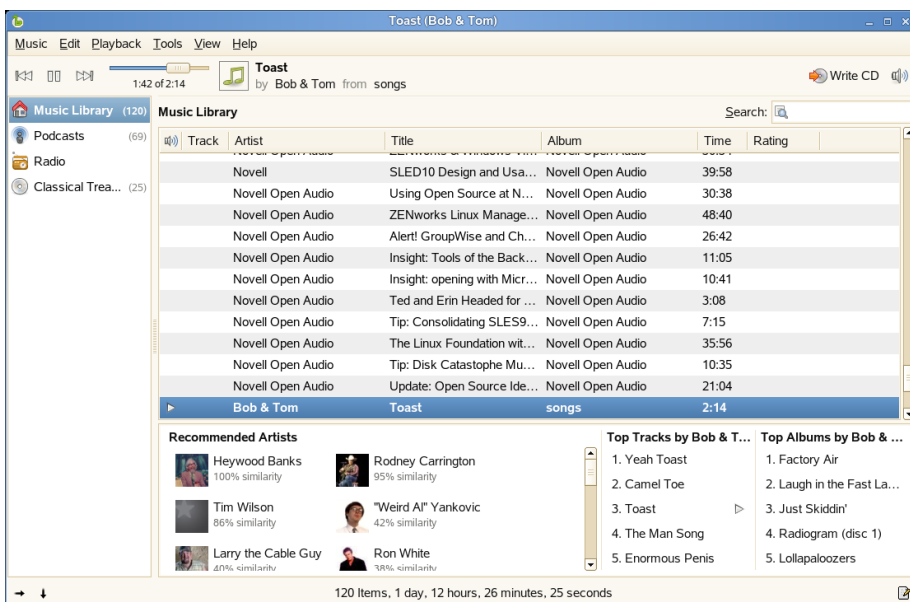 Toast (Bob & Tom)
Music Edit Playback Tools View Help
Toast
1:42 of 2:14
by Bob & Tom from songs
Write CD
Music Library (120)
Podcasts (69)
Radio
Classical Trea... (25)
Music Library
Search:
Track Artist Title Album Time Rating
Novell SLED10 Design and Usa... Novell Open Audio 39:58
Novell Open Audio Using Open Source at N... Novell Open Audio 30:38
Novell Open Audio ZENworks Linux Manage... Novell Open Audio 48:40
Novell Open Audio Alert! GroupWise and Ch... Novell Open Audio 26:42
Novell Open Audio Insight: Tools of the Back... Novell Open Audio 11:05
Novell Open Audio Insight: opening with Micr... Novell Open Audio 10:41
Novell Open Audio Ted and Erin Headed for ... Novell Open Audio 3:08
Novell Open Audio Tip: Consolidating SLES9... Novell Open Audio 7:15
Novell Open Audio The Linux Foundation wit... Novell Open Audio 35:56
Novell Open Audio Tip: Disk Catastophe Mu... Novell Open Audio 10:35
Novell Open Audio Update: Open Source Ide... Novell Open Audio 21:04
Bob & Tom Toast songs 2:14
Recommended Artists
Heywood Banks
100% similarity
Rodney Carrington
95% similarity
Tim Wilson
86% similarity
"Weird Al" Yankovic
42% similarity
Larry the Cable Guy
40% similarity
Ron White
38% similarity
Top Tracks by Bob & T...
1. Yeah Toast
2. Camel Toe
3. Toast
4. The Man Song
5. Enormous Penis
Top Albums by Bob & ...
1. Factory Air
2. Laugh in the Fast La...
3. Just Skiddin'
4. Radiogram (disc 1)
5. Lollapaloozers
120 Items, 1 day, 12 hours, 26 minutes, 25 seconds